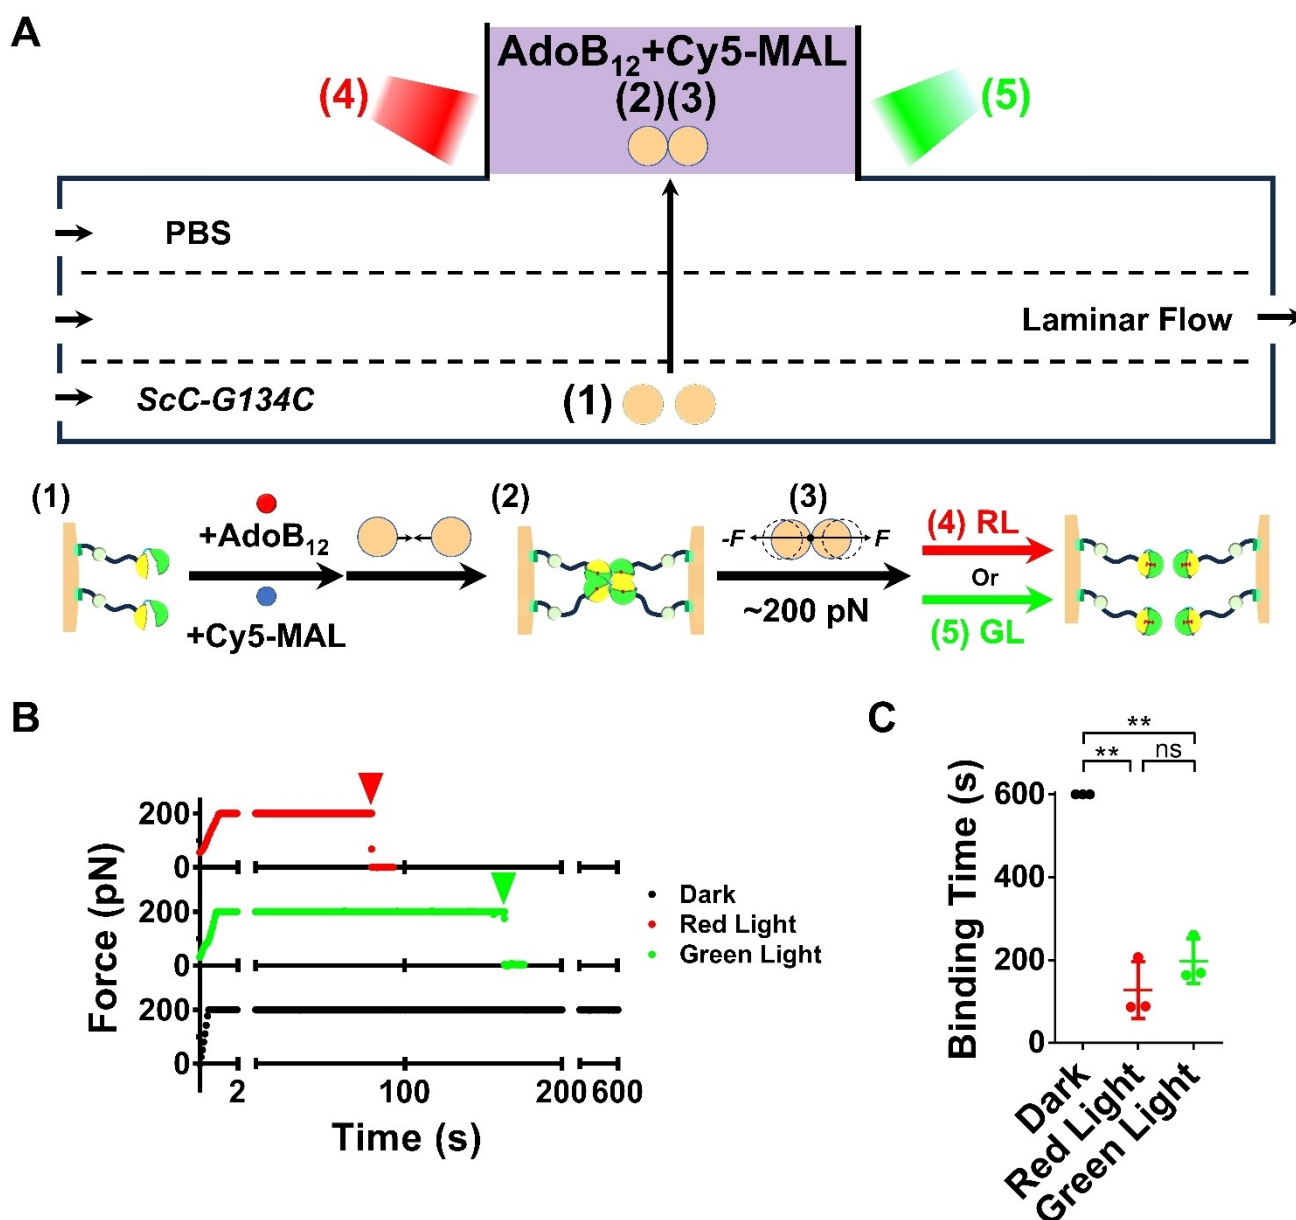 A
AdoB₁₂+Cy5-MAL
(4) (2)(3) (5)
PBS
Laminar Flow
ScC-G134C
(1)
(1) (2) (3)
+AdoB₁₂
+Cy5-MAL
-F F
~200 pN
(4) RL
Or
(5) GL
B
Force (pN)
200
0
200
0
200
0
2 100 200 600
Time (s)
Dark
Red Light
Green Light
C
Binding Time (s)
**
** ns
600
400
200
0
Dark
Red Light
Green Light